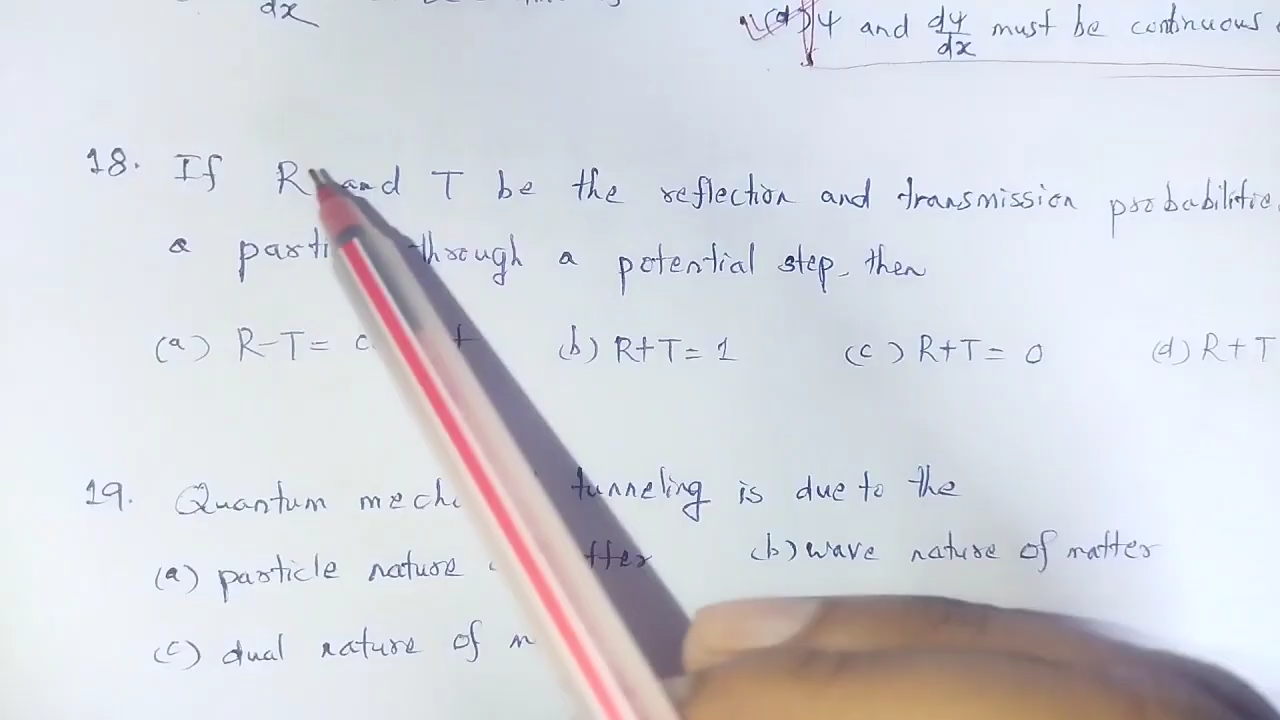 dx
(d) ψ and dψ/dx must be continuous
18. If R and T be the reflection and transmission
a through a potential step, then
(a) R-T= (b) R+T= 1 (c) R+T= 0 (d) R+T
19. Quantum tunneling is due to the
(a) particle nature (b) wave nature of matter
(c) dual nature of